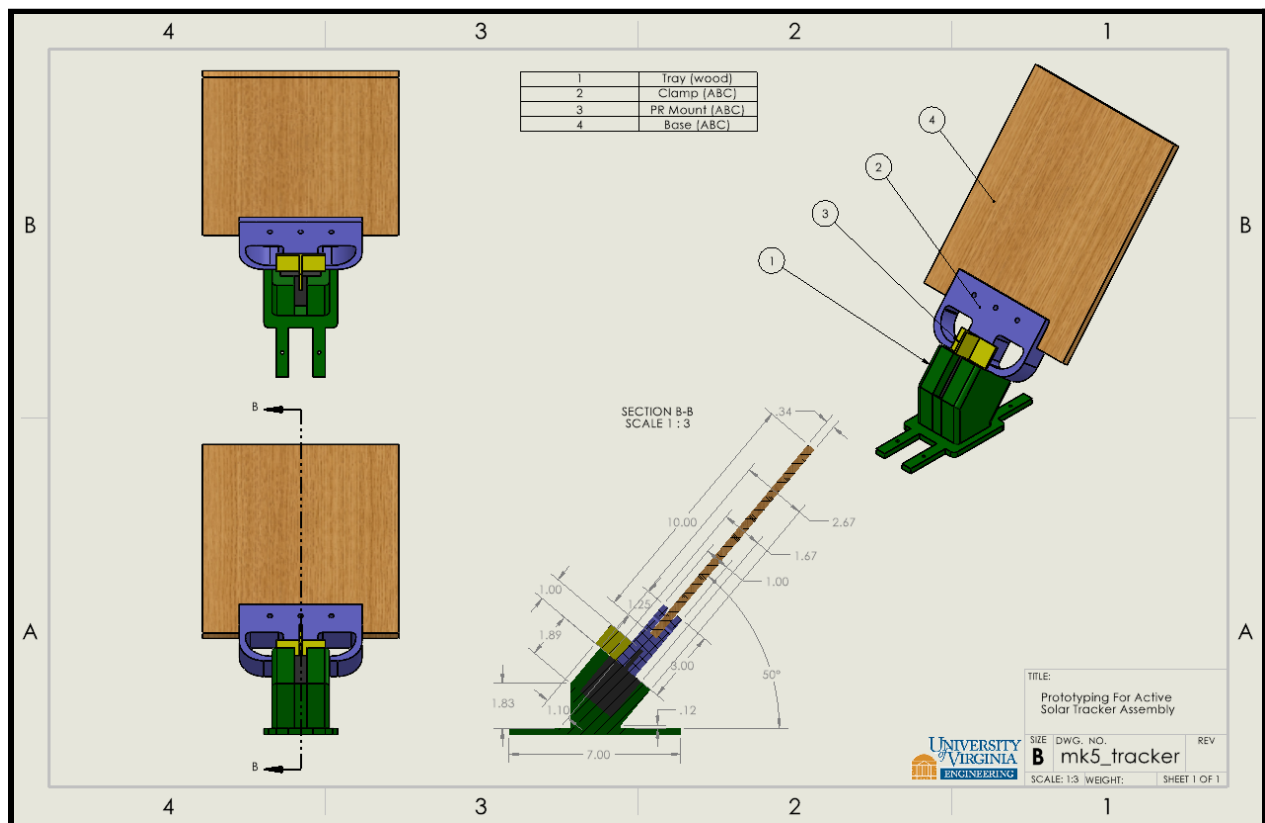 4 3 2 1
1 Tray (wood)
2 Clamp (ABC)
3 PR Mount (ABC)
4 Base (ABC)
4
2
3
1
B B
B
SECTION B-B
SCALE 1 : 3
.34
10.00
2.67
1.67
1.00
1.00
1.25
1.89
3.00
50°
1.83
1.10
.12
7.00
A A
B
TITLE:
Prototyping For Active
Solar Tracker Assembly
UNIVERSITY
of VIRGINIA
ENGINEERING
SIZE DWG. NO. REV
B mk5_tracker
SCALE: 1:3 WEIGHT: SHEET 1 OF 1
4 3 2 1